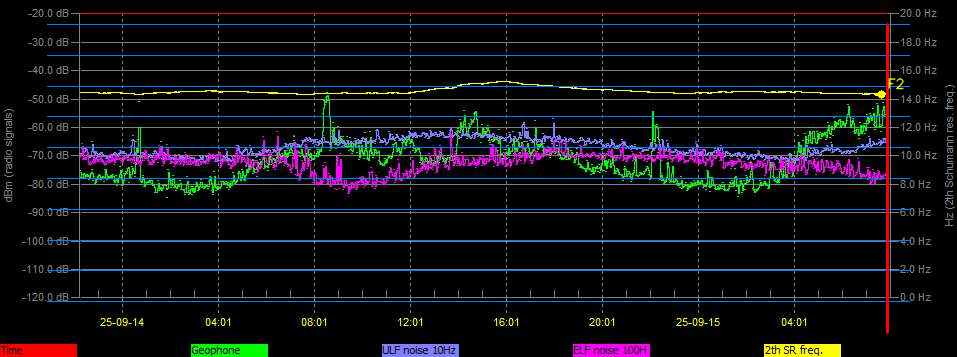 -20.0 dB 20.0 Hz
-30.0 dB 18.0 Hz
-40.0 dB 16.0 Hz
-50.0 dB 14.0 Hz
-60.0 dB 12.0 Hz
-70.0 dB 10.0 Hz
-80.0 dB 8.0 Hz
-90.0 dB 6.0 Hz
-100.0 dB 4.0 Hz
-110.0 dB 2.0 Hz
-120.0 dB 0.0 Hz
dBm (radio signals)
F2
Hz (2th Schumann res. freq.)
25-09-14 04:01 08:01 12:01 16:01 20:01 25-09-15 04:01
Time Geophone ULF noise 10Hz ELF noise 100H 2th SR freq.